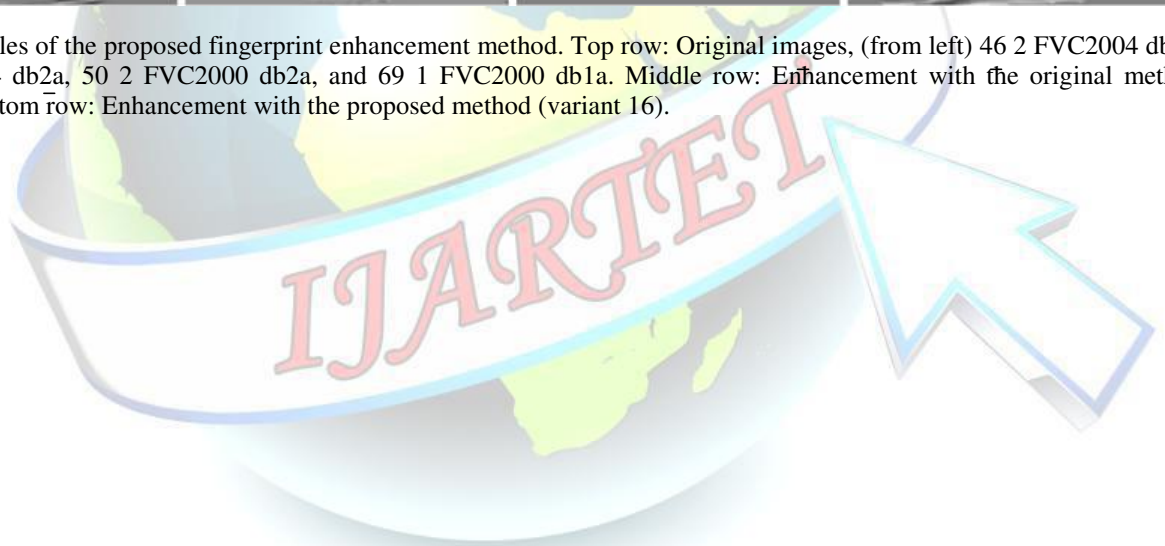 les of the proposed fingerprint enhancement method. Top row: Original images, (from left) 46 2 FVC2004 db
db2a, 50 2 FVC2000 db2a, and 69 1 FVC2000 db1a. Middle row: Enhancement with the original meth
tom row: Enhancement with the proposed method (variant 16).
IJARTET